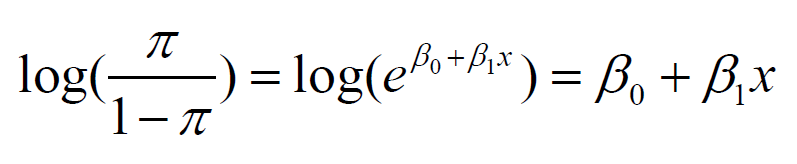 log(π/(1−π)) = log(e^(β₀+β₁x)) = β₀ + β₁x